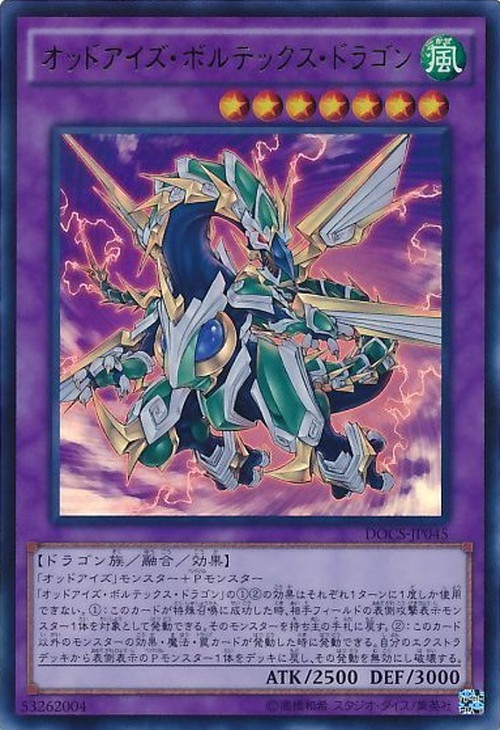 オッドアイズ・ボルテックス・ドラゴン 風
DOCS-JP045
【ドラゴン族/融合/効果】
「オッドアイズ」モンスター+Pモンスター
「オッドアイズ・ボルテックス・ドラゴン」の①②の効果はそれぞれ1ターンに1度しか使用
できない。①:このカードが特殊召喚に成功した時、相手フィールドの表側攻撃表示モン
スター1体を対象として発動できる。そのモンスターを持ち主の手札に戻す。②:このカード
以外のモンスターの効果・魔法・罠カードが発動した時に発動できる。自分のエクストラ
デッキから表側表示のPモンスター1体をデッキに戻し、その発動を無効にし破壊する。
ATK/2500 DEF/3000
53262004 ©高橋和希 スタジオ・ダイス/集英社